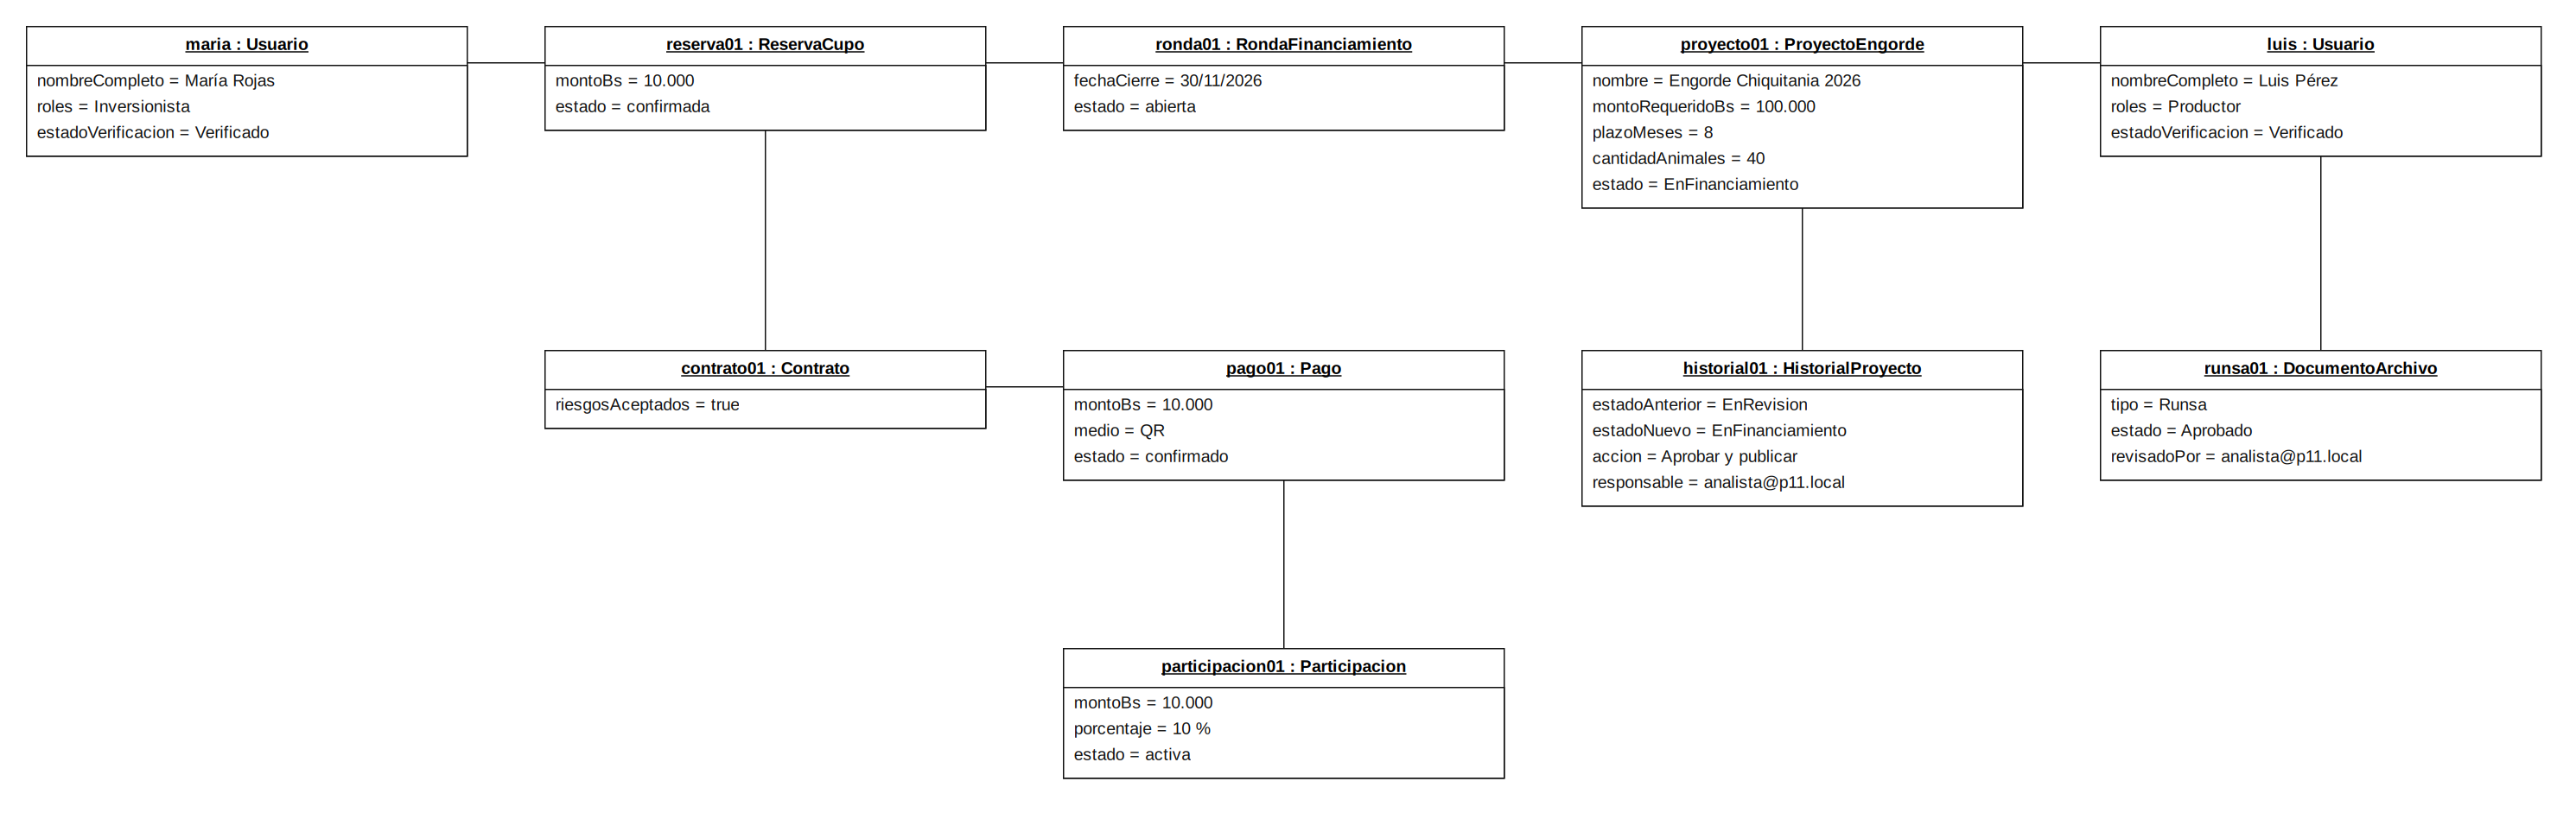 maria : Usuario
nombreCompleto = María Rojas
roles = Inversionista
estadoVerificacion = Verificado
reserva01 : ReservaCupo
montoBs = 10.000
estado = confirmada
ronda01 : RondaFinanciamiento
fechaCierre = 30/11/2026
estado = abierta
proyecto01 : ProyectoEngorde
nombre = Engorde Chiquitania 2026
montoRequeridoBs = 100.000
plazoMeses = 8
cantidadAnimales = 40
estado = EnFinanciamiento
luis : Usuario
nombreCompleto = Luis Pérez
roles = Productor
estadoVerificacion = Verificado
contrato01 : Contrato
riesgosAceptados = true
pago01 : Pago
montoBs = 10.000
medio = QR
estado = confirmado
historial01 : HistorialProyecto
estadoAnterior = EnRevision
estadoNuevo = EnFinanciamiento
accion = Aprobar y publicar
responsable = analista@p11.local
runsa01 : DocumentoArchivo
tipo = Runsa
estado = Aprobado
revisadoPor = analista@p11.local
participacion01 : Participacion
montoBs = 10.000
porcentaje = 10 %
estado = activa